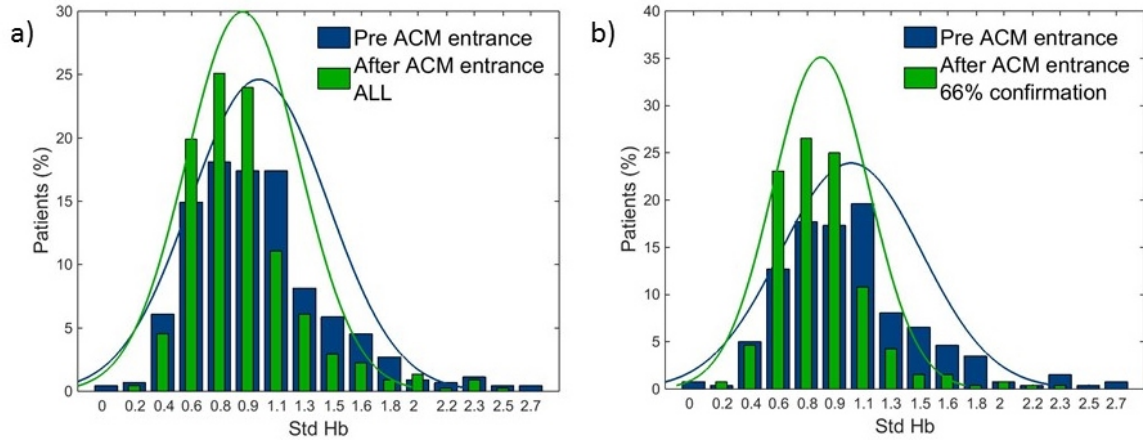 a)
Pre ACM entrance
After ACM entrance
ALL
Patients (%)
30
25
20
15
10
5
0
0 0.2 0.4 0.6 0.8 0.9 1.1 1.3 1.5 1.6 1.8 2 2.2 2.3 2.5 2.7
Std Hb
b)
Pre ACM entrance
After ACM entrance
66% confirmation
Patients (%)
40
35
30
25
20
15
10
5
0
0 0.2 0.4 0.6 0.8 0.9 1.1 1.3 1.5 1.6 1.8 2 2.2 2.3 2.5 2.7
Std Hb